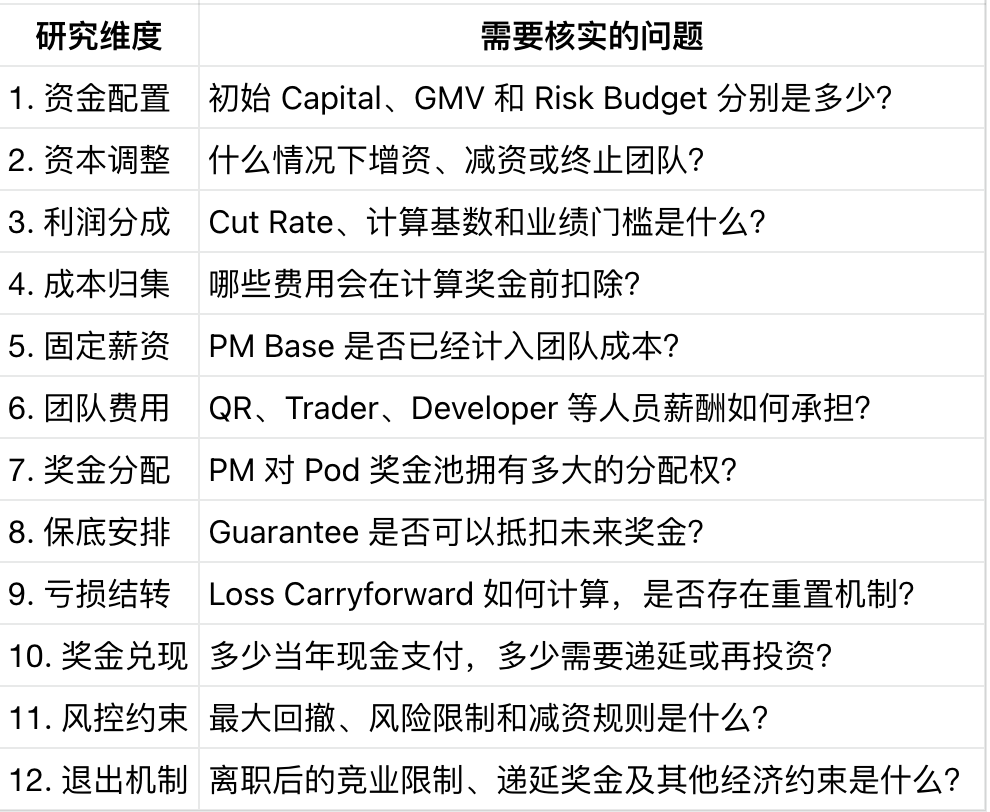 研究维度 需要核实的问题
1. 资金配置 初始 Capital、GMV 和 Risk Budget 分别是多少?
2. 资本调整 什么情况下增资、减资或终止团队?
3. 利润分成 Cut Rate、计算基数和业绩门槛是什么?
4. 成本归集 哪些费用会在计算奖金前扣除?
5. 固定薪资 PM Base 是否已经计入团队成本?
6. 团队费用 QR、Trader、Developer 等人员薪酬如何承担?
7. 奖金分配 PM 对 Pod 奖金池拥有多大的分配权?
8. 保底安排 Guarantee 是否可以抵扣未来奖金?
9. 亏损结转 Loss Carryforward 如何计算，是否存在重置机制?
10. 奖金兑现 多少当年现金支付，多少需要递延或再投资?
11. 风控约束 最大回撤、风险限制和减资规则是什么?
12. 退出机制 离职后的竞业限制、递延奖金及其他经济约束是什么?